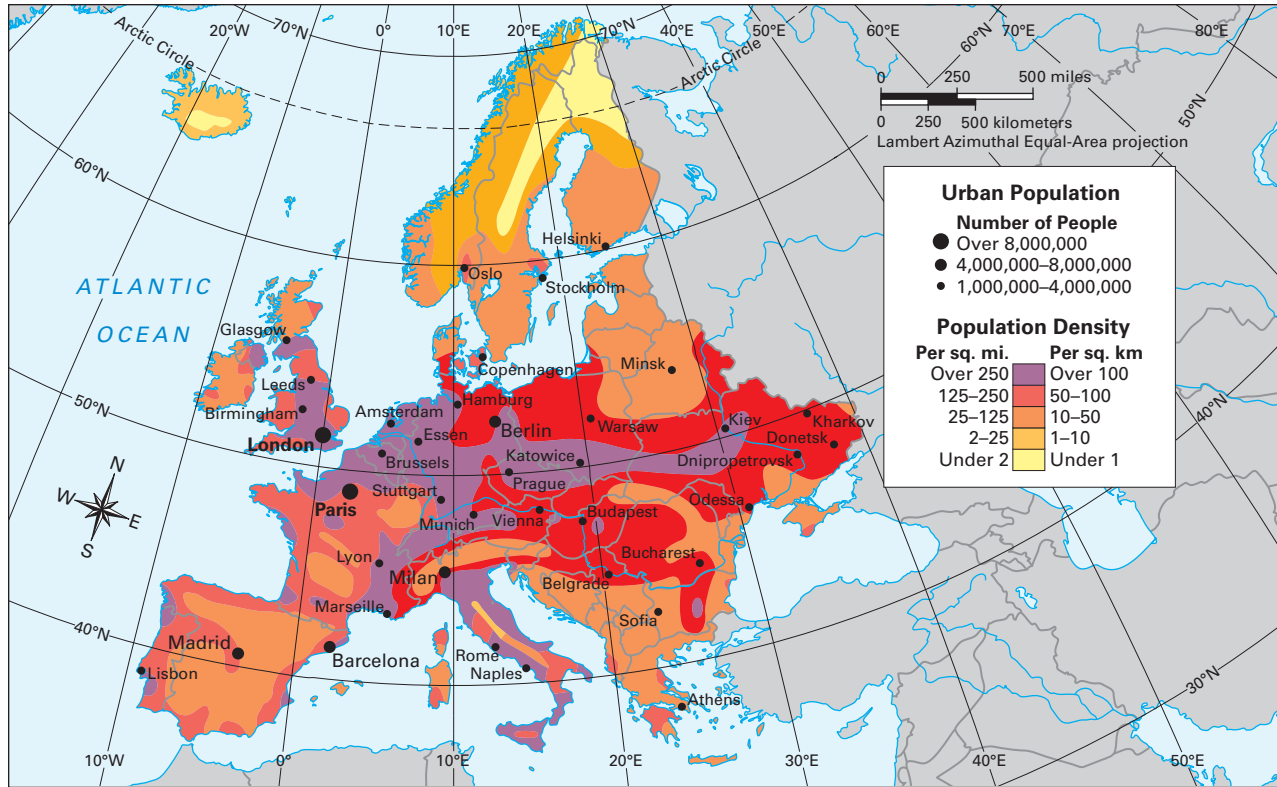 20°W
70°N
0°
10°E
20°E
70°N
40°E
50°E
60°N
70°E
80°E
Arctic Circle
Arctic Circle
0 250 500 miles
0 250 500 kilometers
Lambert Azimuthal Equal-Area projection
50°N
60°N
Urban Population
Number of People
Over 8,000,000
4,000,000–8,000,000
1,000,000–4,000,000
Population Density
Per sq. mi.
Per sq. km
Over 250
Over 100
125–250
50–100
25–125
10–50
2–25
1–10
Under 2
Under 1
ATLANTIC
OCEAN
Helsinki
Oslo
Stockholm
Glasgow
Copenhagen
Minsk
Leeds
Birmingham
Amsterdam
Hamburg
50°N
40°N
London
Essen
Berlin
Warsaw
Kiev
Kharkov
Donetsk
Brussels
Katowice
Dnipropetrovsk
N
W
E
S
Prague
Stuttgart
Paris
Odessa
Munich
Vienna
Budapest
Lyon
Bucharest
Milan
Belgrade
Marseille
Sofia
40°N
Madrid
Barcelona
Rome
Naples
Lisbon
Athens
30°N
10°W
0°
10°E
20°E
30°E
40°E
50°E